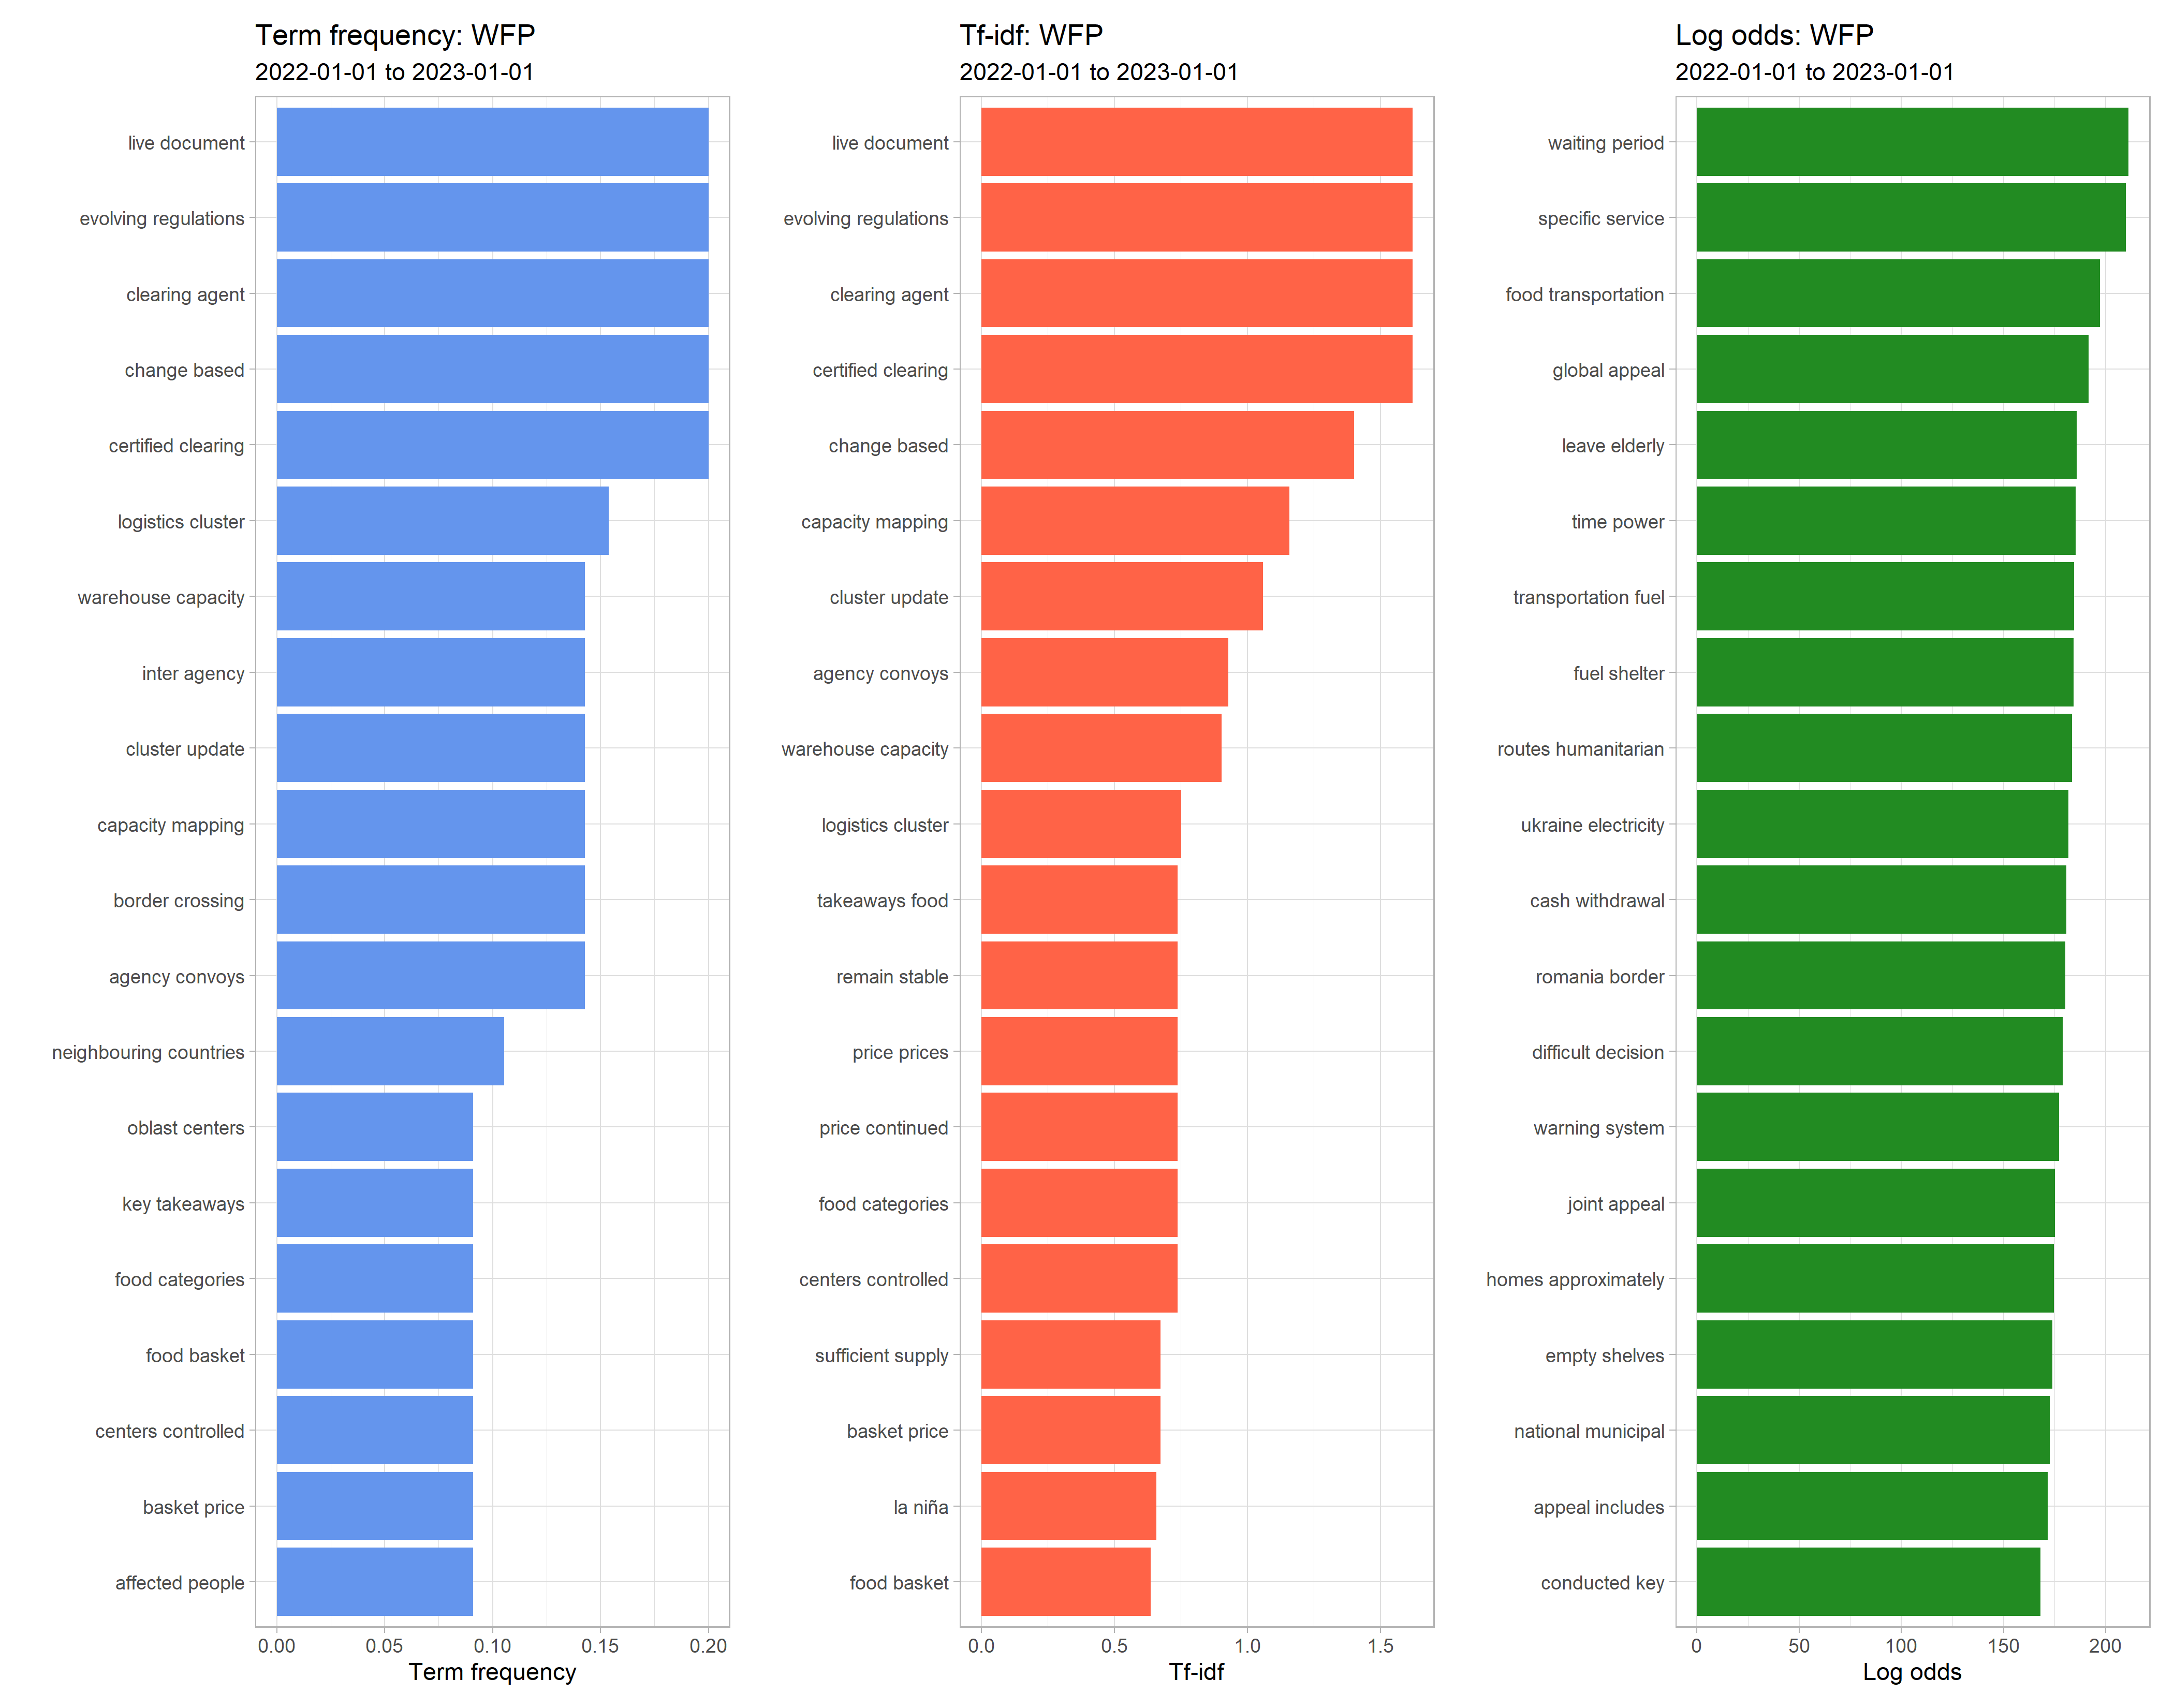 Term frequency: WFP
2022-01-01 to 2023-01-01
live document
evolving regulations
clearing agent
change based
certified clearing
logistics cluster
warehouse capacity
inter agency
cluster update
capacity mapping
border crossing
agency convoys
neighbouring countries
oblast centers
key takeaways
food categories
food basket
centers controlled
basket price
affected people
0.00 0.05 0.10 0.15 0.20
Term frequency
Tf-idf: WFP
2022-01-01 to 2023-01-01
live document
evolving regulations
clearing agent
certified clearing
change based
capacity mapping
cluster update
agency convoys
warehouse capacity
logistics cluster
takeaways food
remain stable
price prices
price continued
food categories
centers controlled
sufficient supply
basket price
la niña
food basket
0.0 0.5 1.0 1.5
Tf-idf
Log odds: WFP
2022-01-01 to 2023-01-01
waiting period
specific service
food transportation
global appeal
leave elderly
time power
transportation fuel
fuel shelter
routes humanitarian
ukraine electricity
cash withdrawal
romania border
difficult decision
warning system
joint appeal
homes approximately
empty shelves
national municipal
appeal includes
conducted key
0 50 100 150 200
Log odds